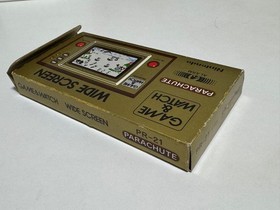 Nintendo
PARACHUTE
WIDE SCREEN
GAME &
WATCH
GAME & WATCH WIDE SCREEN
PR-21
PARACHUTE